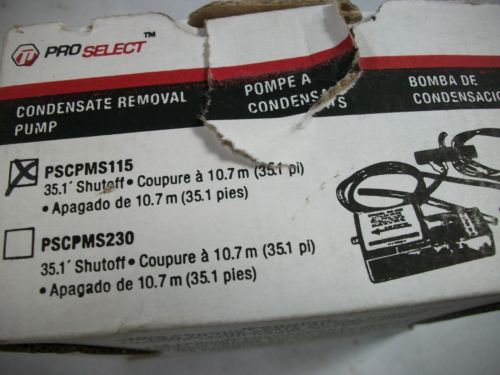 PROSELECT™
CONDENSATE REMOVAL
PUMP
POMPE A
CONDENSATS
BOMBA DE
PSCPMS115
35.1' Shutoff • Coupure à 10.7 m (35.1 pi)
• Apagado de 10.7 m (35.1 pies)
PSCPMS230
35.1' Shutoff • Coupure à 10.7 m (35.1 pi)
• Apagado de 10.7 m (35.1 pies)